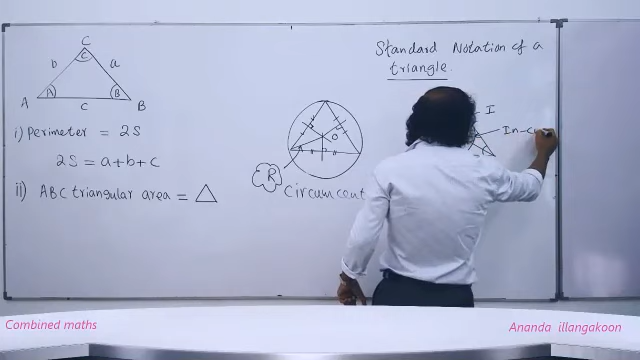 Standard Notation of a
triangle.
C
b
a
C
A
A
B
B
c
i) Perimeter = 2S
2S = a+b+c
ii) ABC triangular area = △
O
R
Circumcent
I
In-c
Combined maths
Ananda illangakoon